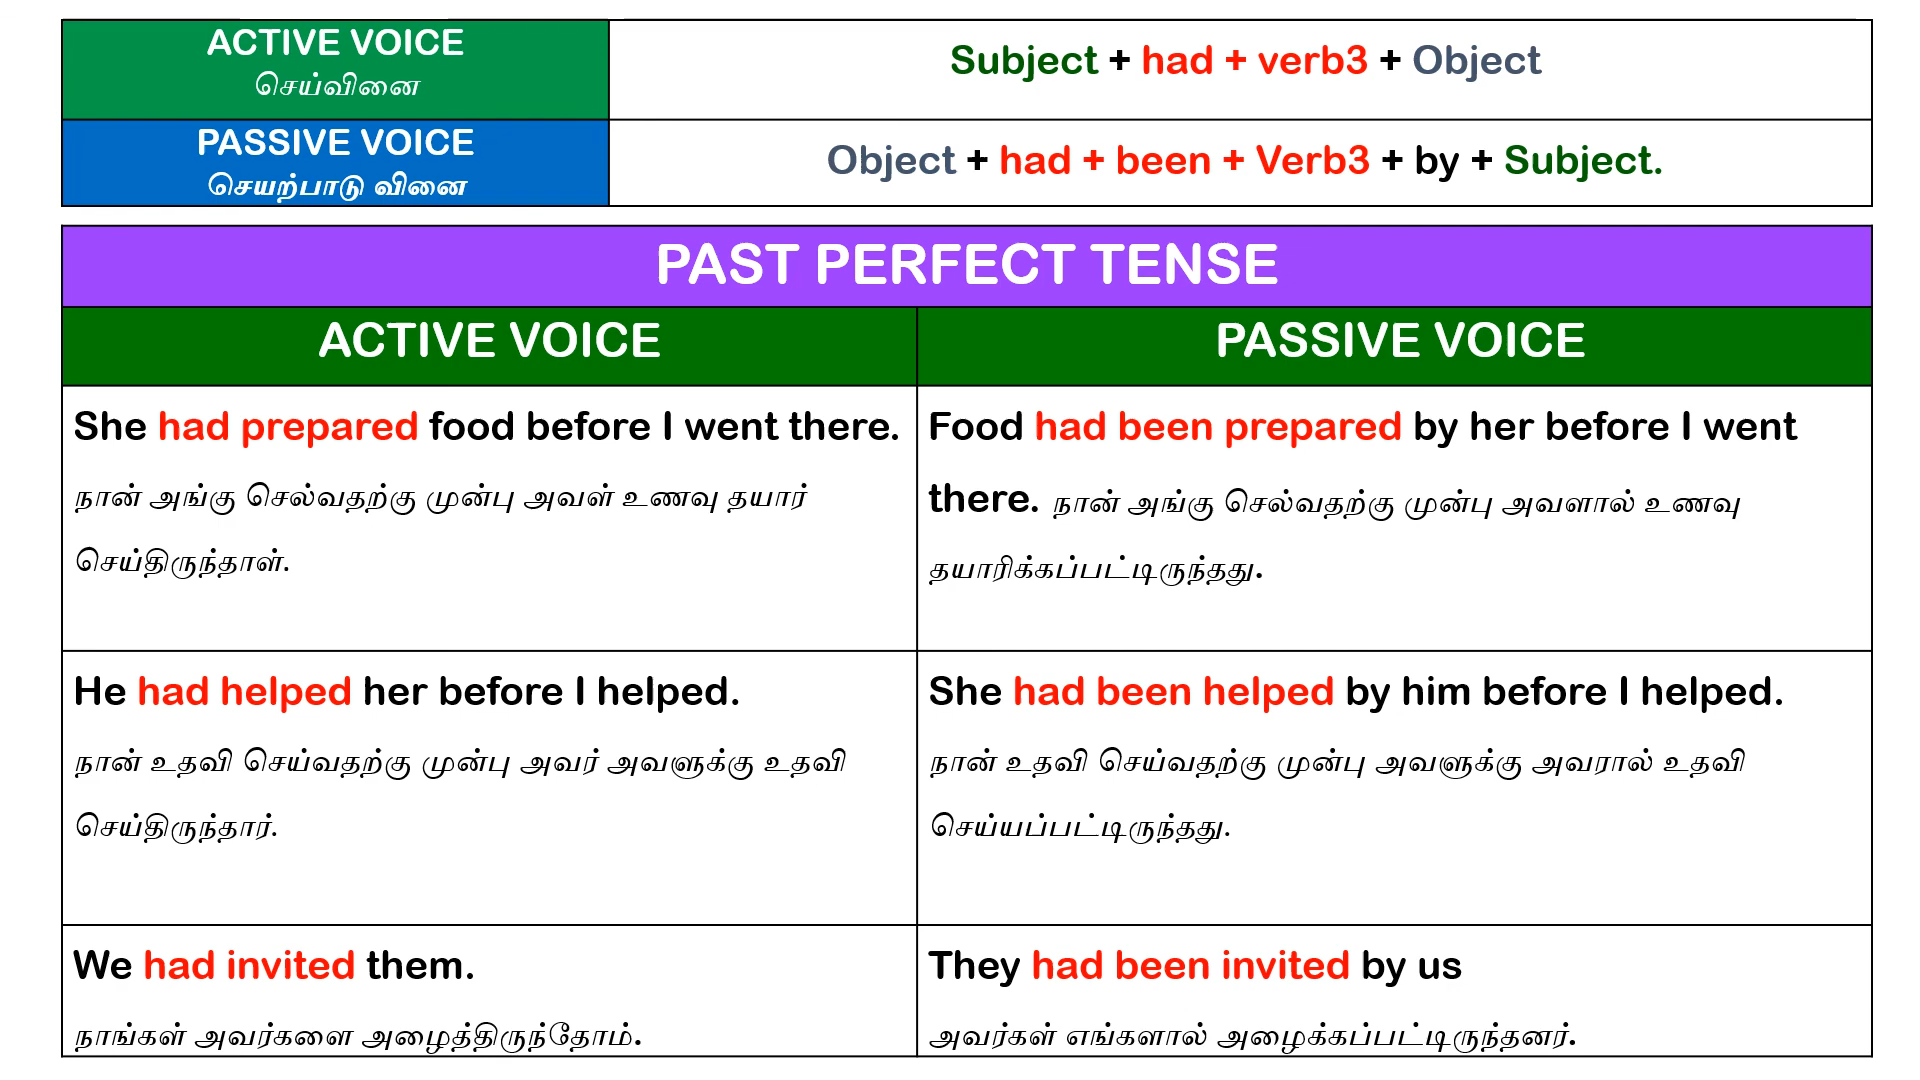 ACTIVE VOICE
செய்வினை
Subject + had + verb3 + Object
PASSIVE VOICE
செயற்பாடு வினை
Object + had + been + Verb3 + by + Subject.
PAST PERFECT TENSE
ACTIVE VOICE
PASSIVE VOICE
She had prepared food before I went there.
நான் அங்கு செல்வதற்கு முன்பு அவள் உணவு தயார்
செய்திருந்தாள்.
Food had been prepared by her before I went
there. நான் அங்கு செல்வதற்கு முன்பு அவளால் உணவு
தயாரிக்கப்பட்டிருந்தது.
He had helped her before I helped.
நான் உதவி செய்வதற்கு முன்பு அவர் அவளுக்கு உதவி
செய்திருந்தார்.
She had been helped by him before I helped.
நான் உதவி செய்வதற்கு முன்பு அவளுக்கு அவரால் உதவி
செய்யப்பட்டிருந்தது.
We had invited them.
நாங்கள் அவர்களை அழைத்திருந்தோம்.
They had been invited by us
அவர்கள் எங்களால் அழைக்கப்பட்டிருந்தனர்.